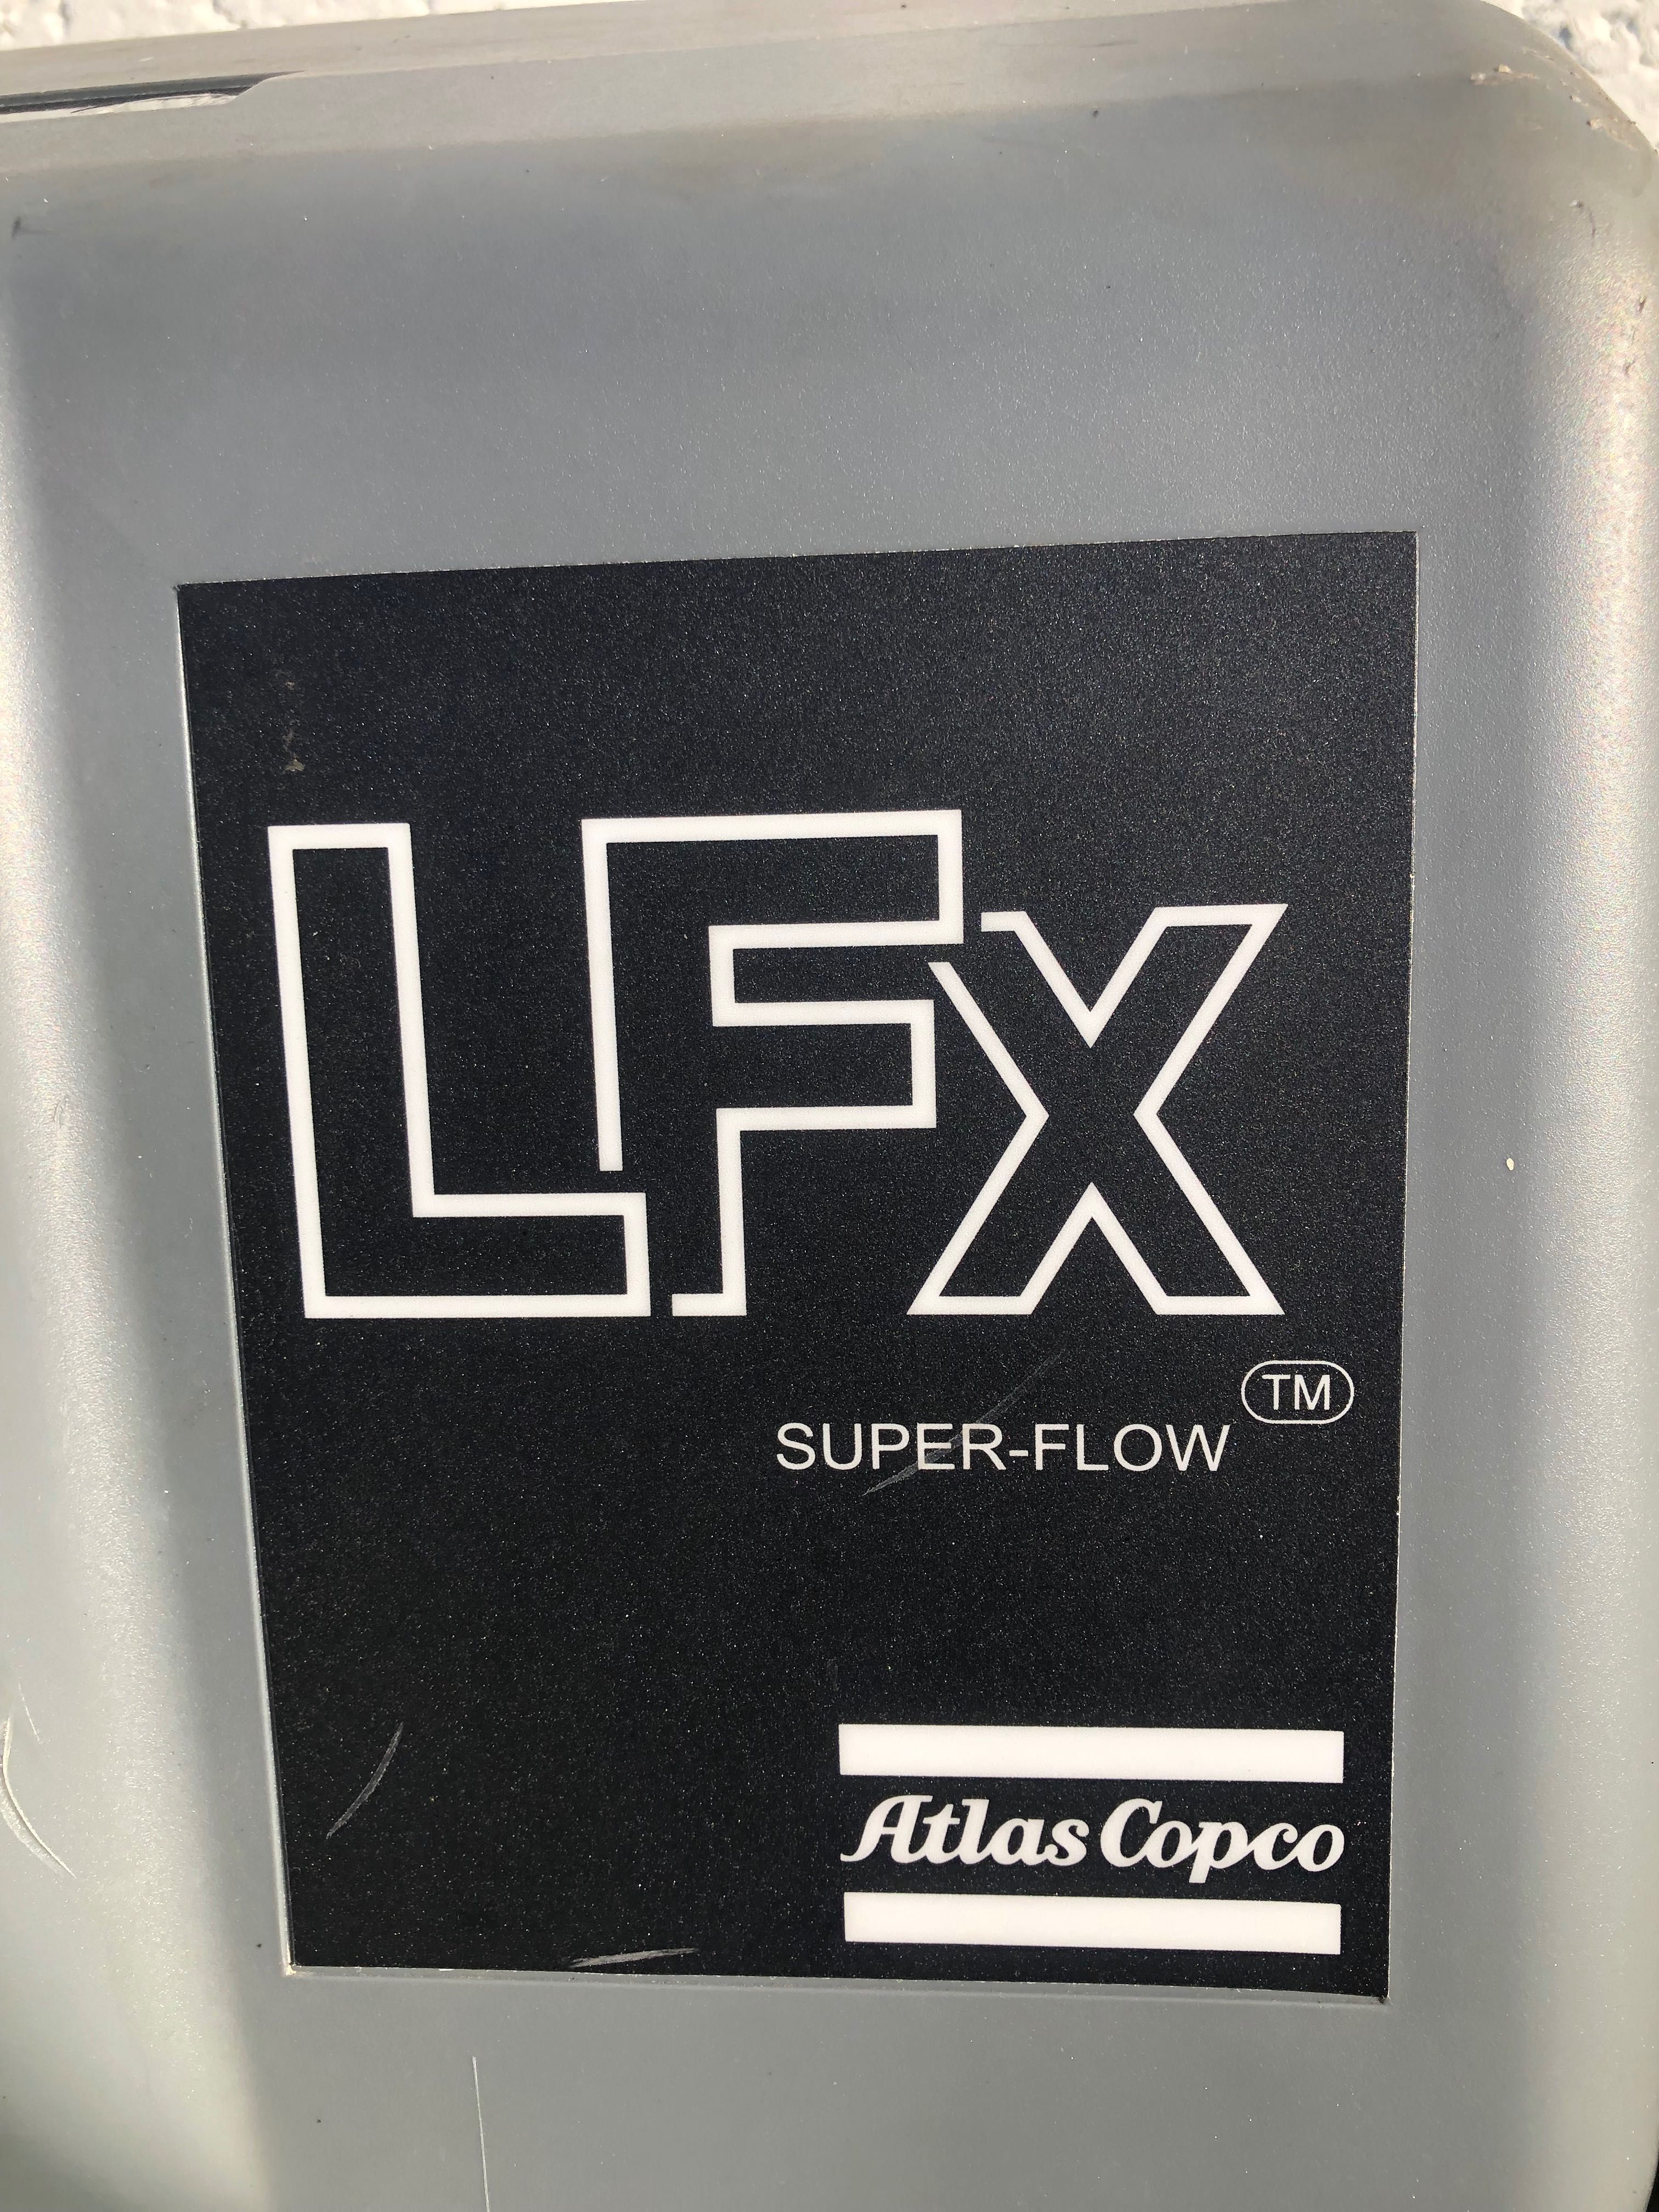 LFx
SUPER-FLOW TM
Atlas Copco